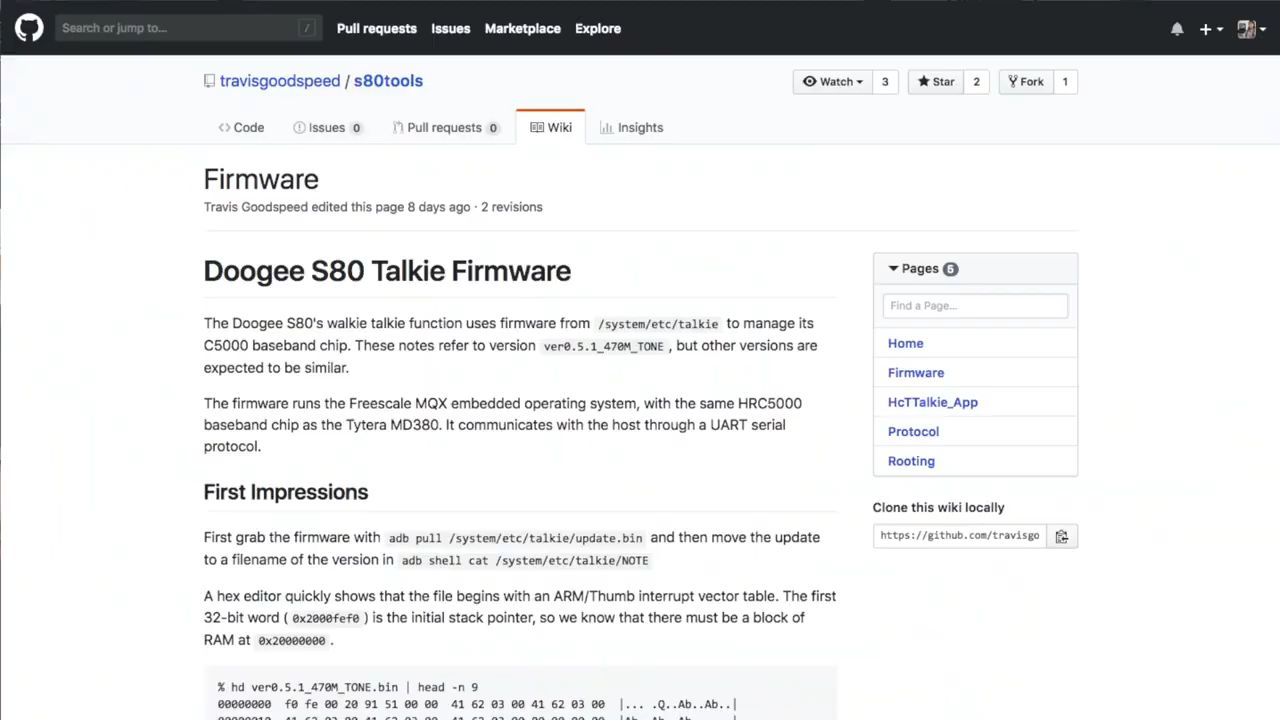 Search or jump to... /
Pull requests Issues Marketplace Explore
travisgoodspeed / s80tools
Watch 3 Star 2 Fork 1
Code Issues 0 Pull requests 0 Wiki Insights
Firmware
Travis Goodspeed edited this page 8 days ago · 2 revisions
Doogee S80 Talkie Firmware
The Doogee S80's walkie talkie function uses firmware from /system/etc/talkie to manage its
C5000 baseband chip. These notes refer to version ver0.5.1_470M_TONE , but other versions are
expected to be similar.
The firmware runs the Freescale MQX embedded operating system, with the same HRC5000
baseband chip as the Tytera MD380. It communicates with the host through a UART serial
protocol.
First Impressions
First grab the firmware with adb pull /system/etc/talkie/update.bin and then move the update
to a filename of the version in adb shell cat /system/etc/talkie/NOTE
A hex editor quickly shows that the file begins with an ARM/Thumb interrupt vector table. The first
32-bit word ( 0x2000fef0 ) is the initial stack pointer, so we know that there must be a block of
RAM at 0x20000000 .
% hd ver0.5.1_470M_TONE.bin | head -n 9
00000000 f0 fe 00 20 91 51 00 00 41 62 03 00 41 62 03 00 |... .Q..Ab..Ab..|
Pages 5
Find a Page...
Home
Firmware
HcTTalkie_App
Protocol
Rooting
Clone this wiki locally
https://github.com/travisgo